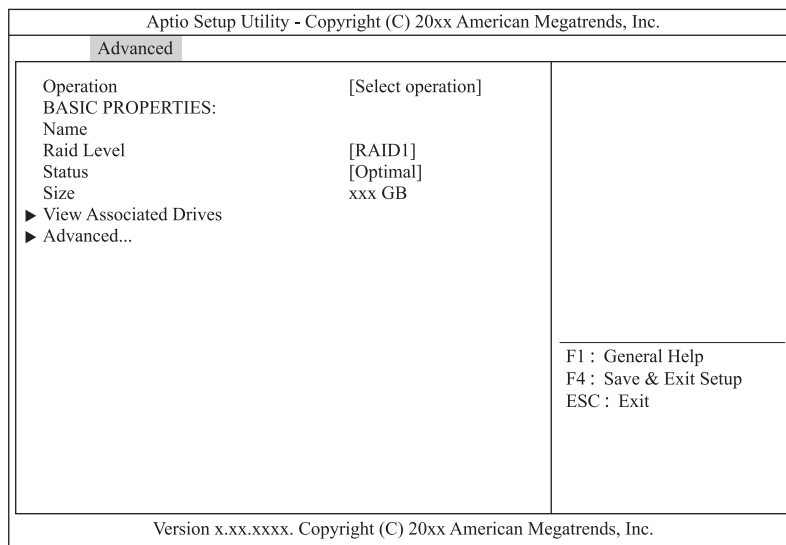 Aptio Setup Utility - Copyright (C) 20xx American Megatrends, Inc.
Advanced
Operation [Select operation]
BASIC PROPERTIES:
Name
Raid Level [RAID1]
Status [Optimal]
Size xxx GB
▶ View Associated Drives
▶ Advanced...
F1 : General Help
F4 : Save & Exit Setup
ESC : Exit
Version x.xx.xxxx. Copyright (C) 20xx American Megatrends, Inc.